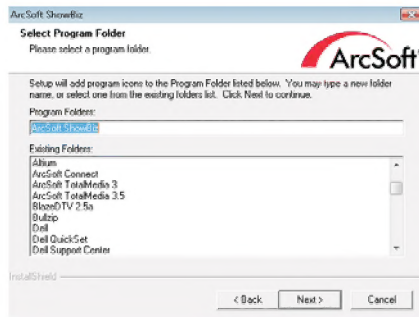 ArcSoft ShowBiz
Select Program Folder
Please select a program folder.
ArcSoft
Setup will add program icons to the Program Folder listed below. You may type a new folder
name, or select one from the existing folders list. Click Next to continue.
Program Folders:
ArcSoft ShowBiz
Existing Folders:
Altium
ArcSoft Connect
ArcSoft TotalMedia 3
ArcSoft TotalMedia 3.5
BlazeDTV 2.5a
Bullzip
Dell
Dell QuickSet
Dell Support Center
InstallShield
< Back
Next >
Cancel